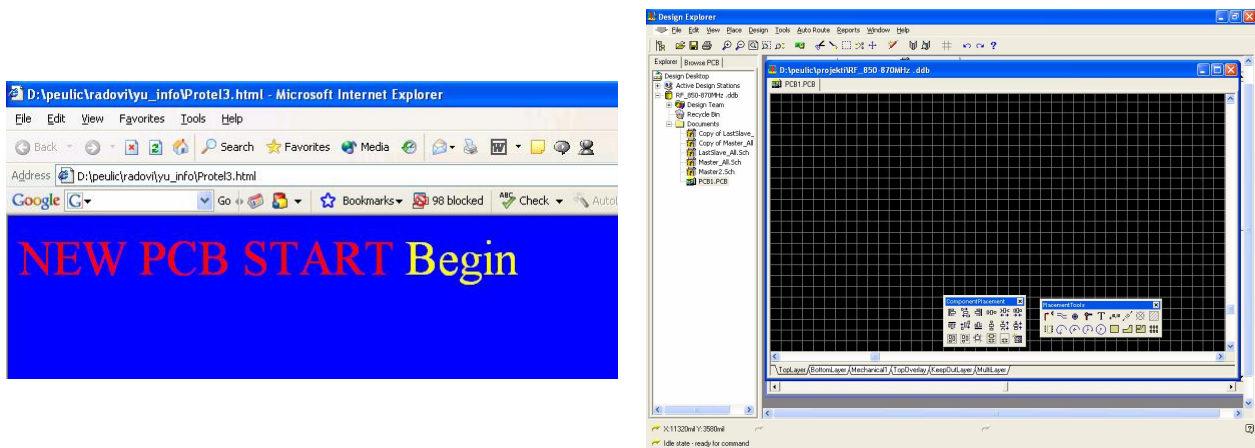 D:\peulic\radovi\yu_info\Protel3.html - Microsoft Internet Explorer
File Edit View Favorites Tools Help
Back Search Favorites Media
Address D:\peulic\radovi\yu_info\Protel3.html
Google G Go Bookmarks 98 blocked ABC Check AutoL
NEW PCB START Begin
Design Explorer
File Edit View Place Design Tools Auto Route Reports Window Help
Explorer Browse PCB
Design Desktop
Active Design Stations
RF_850-870MHz .ddb
Design Team
Recycle Bin
Documents
Copy of LastSlave_
Copy of Master_All
LastSlave_All.Sch
Master_All.Sch
Master2.Sch
PCB1.PCB
D:\peulic\projekti\RF_850-870MHz .ddb
PCB1.PCB
ComponentPlacement
PlacementTools
TopLayer BottomLayer Mechanical1 TopOverlay KeepOutLayer MultiLayer
X:11320mil Y:3580mil
Idle state - ready for command